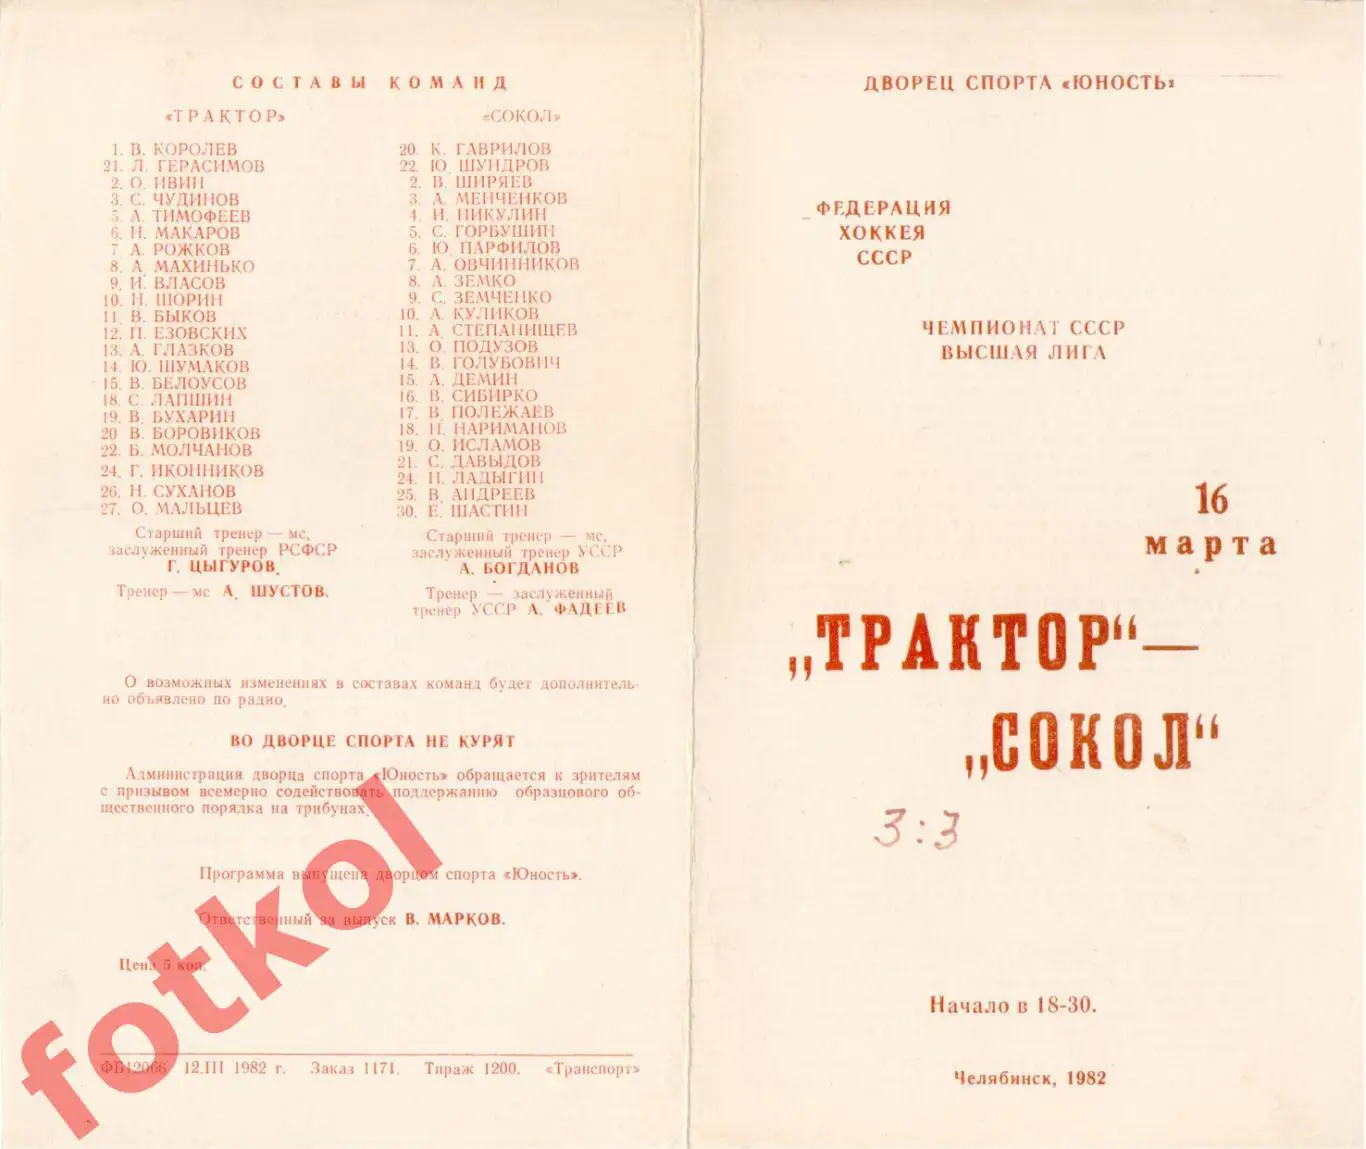 СОСТАВЫ КОМАНД
«ТРАКТОР»
1. В. КОРОЛЕВ
21. Л. ГЕРАСИМОВ
2. О. ИВИН
3. С. ЧУДИНОВ
5. А. ТИМОФЕЕВ
6. Н. МАКАРОВ
7 А. РОЖКОВ
8. А. МАХИНЬКО
9. И. ВЛАСОВ
10. Н. ШОРИН
11. В. БЫКОВ
12. П. ЕЗОВСКИХ
13. А. ГЛАЗКОВ
14. Ю. ШУМАКОВ
15. В. БЕЛОУСОВ
18. С. ЛАПШИН
19. В. БУХАРИН
20 В. БОРОВИКОВ
22. Б. МОЛЧАНОВ
24. Г. ИКОННИКОВ
26. Н. СУХАНОВ
27. О. МАЛЬЦЕВ
Старший тренер — мс,
заслуженный тренер РСФСР
Г. ЦЫГУРОВ.
Тренер — мс А. ШУСТОВ.
«СОКОЛ»
20. К. ГАВРИЛОВ
22. Ю. ШУНДРОВ
2. В. ШИРЯЕВ
3. А. МЕНЧЕНКОВ
4. И. НИКУЛИН
5. С. ГОРБУШИН
6. Ю. ПАРФИЛОВ
7. А. ОВЧИННИКОВ
8. А. ЗЕМКО
9. С. ЗЕМЧЕНКО
10. А. КУЛИКОВ
11. А. СТЕПАНИЩЕВ
13. О. ПОДУЗОВ
14. В. ГОЛУБОВИЧ
15. А. ДЕМИН
16. В. СИБИРКО
17. В. ПОЛЕЖАЕВ
18. Н. НАРИМАНОВ
19. О. ИСЛАМОВ
21. С. ДАВЫДОВ
24. Н. ЛАДЫГИН
25. В. АНДРЕЕВ
30. Е. ШАСТИН
Старший тренер — мс,
заслуженный тренер УССР
А. БОГДАНОВ
Тренер — заслуженный
тренер УССР А. ФАДЕЕВ
О возможных изменениях в составах команд будет дополнитель-
но объявлено по радио.
ВО ДВОРЦЕ СПОРТА НЕ КУРЯТ
Администрация дворца спорта «Юность» обращается к зрителям
с призывом всемерно содействовать поддержанию образцового об-
щественного порядка на трибунах.
Программа выпущена дворцом спорта «Юность».
Ответственный за выпуск В. МАРКОВ.
Цена 5 коп.
ФБ12066 12.III 1982 г. Заказ 1171. Тираж 1200. «Транспорт»
fotkol
ДВОРЕЦ СПОРТА «ЮНОСТЬ»
ФЕДЕРАЦИЯ
ХОККЕЯ
СССР
ЧЕМПИОНАТ СССР
ВЫСШАЯ ЛИГА
16
марта
„ТРАКТОР“ —
„СОКОЛ“
3:3
Начало в 18-30.
Челябинск, 1982